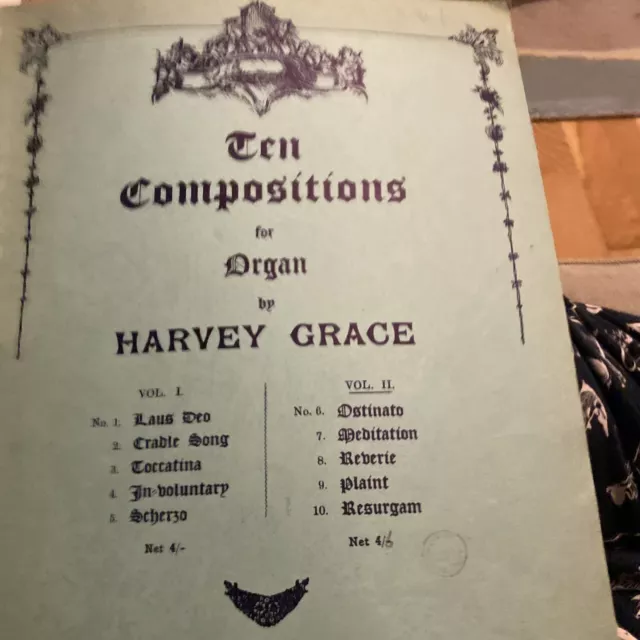 Ten
Compositions
for
Organ
by
HARVEY GRACE
VOL. I.
No. 1. Laus Deo
2. Cradle Song
3. Toccatina
4. In-voluntary
5. Scherzo
Net 4/-
VOL. II.
No. 6. Ostinato
7. Meditation
8. Reverie
9. Plaint
10. Resurgam
Net 4/6